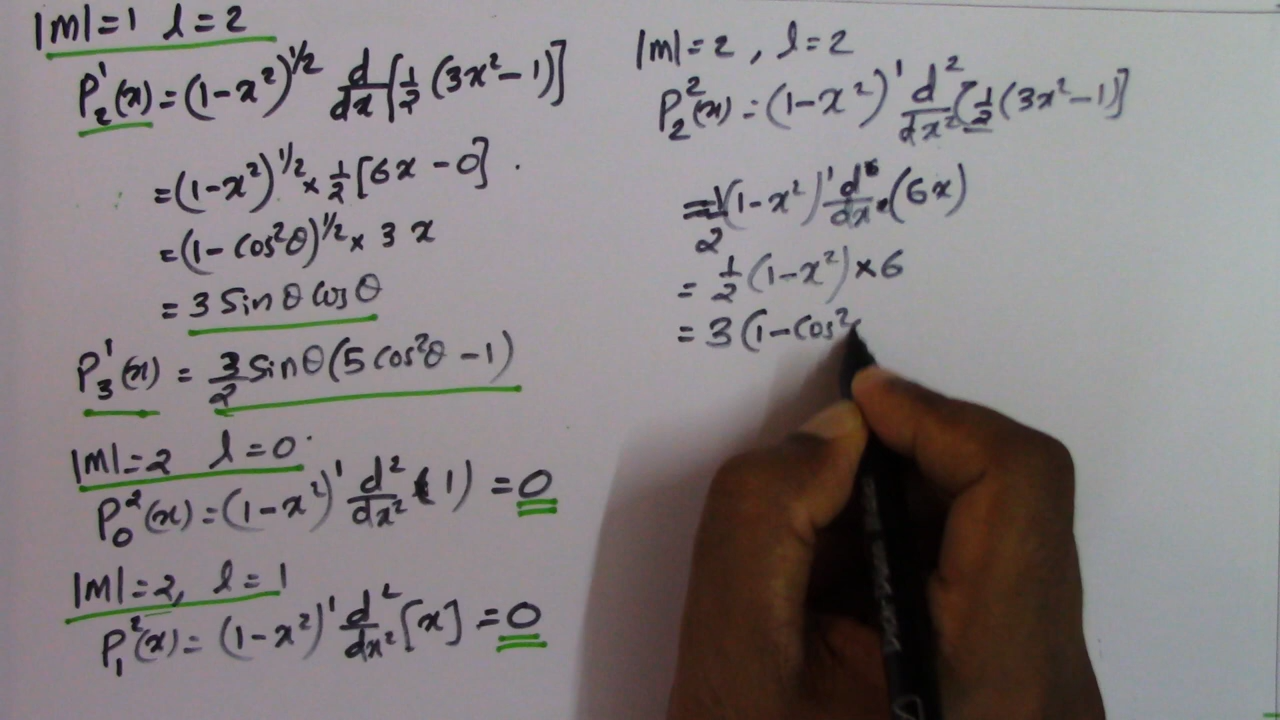 |m|=1 l=2
P₂¹(x) = (1-x²)^1/2 d/dx [1/2 (3x²-1)]
= (1-x²)^1/2 × 1/2 [6x - 0].
= (1 - cos²θ)^1/2 × 3 x
= 3 sinθ cosθ
P₃¹(x) = 3/2 sinθ(5 cos²θ - 1)
|m|=2 l=0
P₀²(x) = (1-x²)¹ d²/dx² (1) = 0
|m|=2, l=1
P₁²(x) = (1-x²)¹ d²/dx² [x] = 0
|m|=2, l=2
P₂²(x) = (1-x²)¹ d²/dx² [1/2 (3x²-1)]
= 1/2 (1-x²)¹ d/dx (6x)
= 1/2 (1-x²) × 6
= 3 (1-cos²